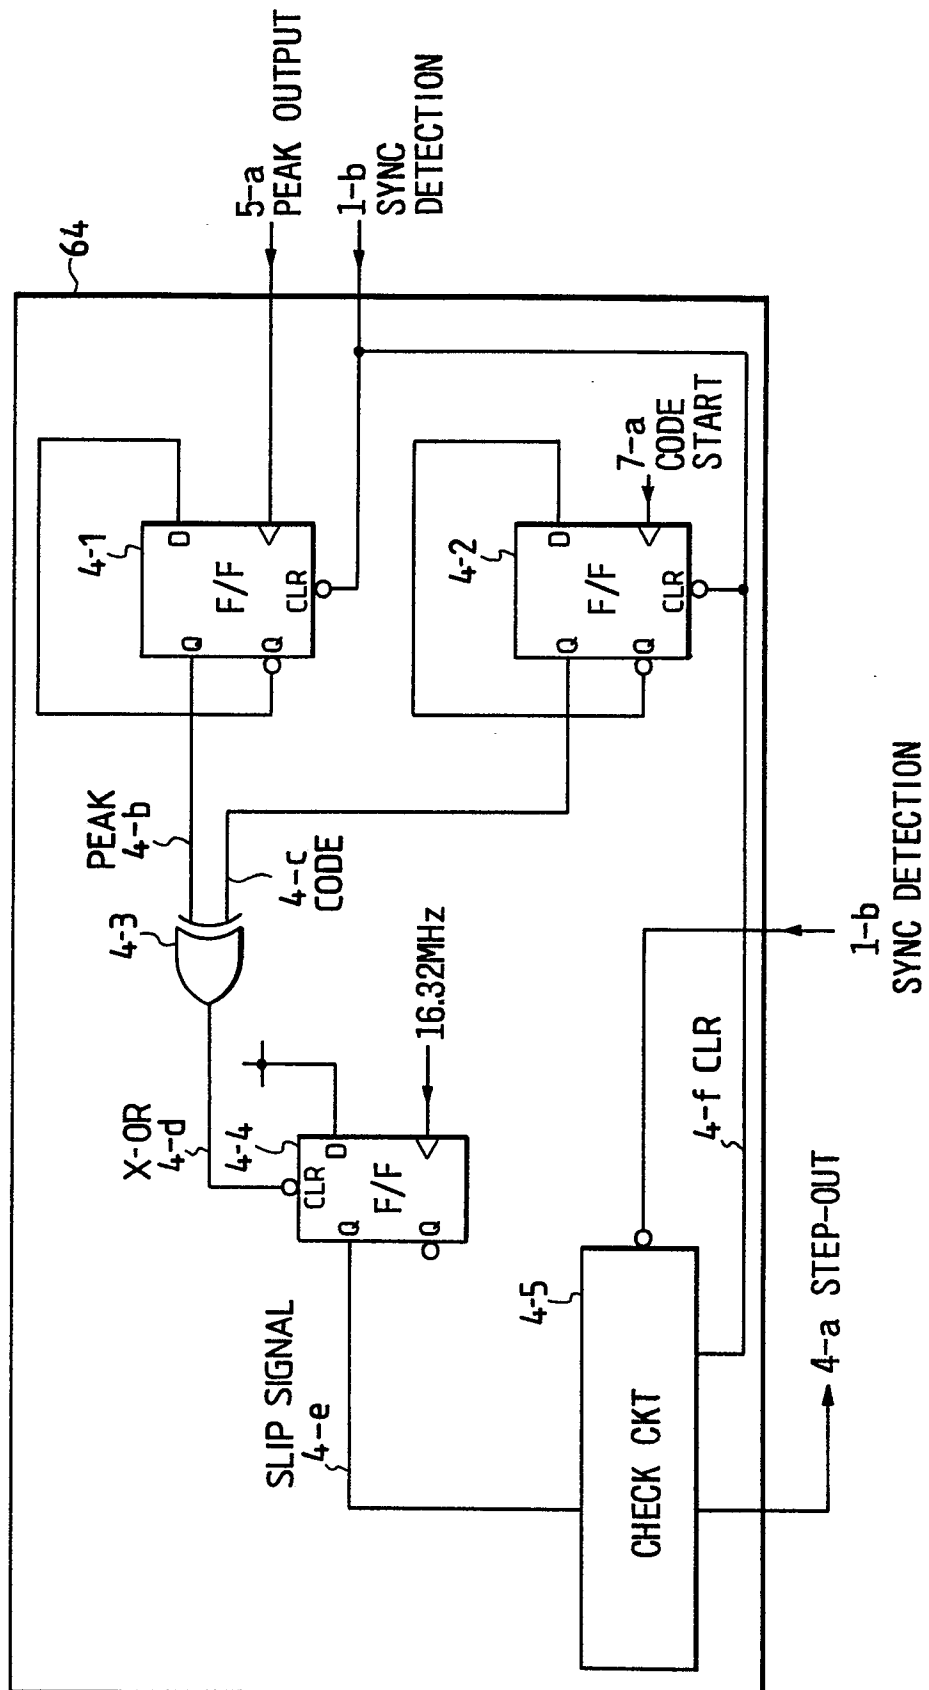 64
5-a
PEAK OUTPUT
1-b
SYNC
DETECTION
4-1
D
F/F
CLR
Q
Q
4-2
D
F/F
CLR
Q
Q
7-a
CODE
START
PEAK
4-b
4-c
CODE
4-3
X-OR
4-d
4-4
D
CLR
F/F
Q
Q
16.32MHz
SLIP SIGNAL
4-e
4-5
CHECK CKT
4-f CLR
1-b
SYNC DETECTION
4-a STEP-OUT